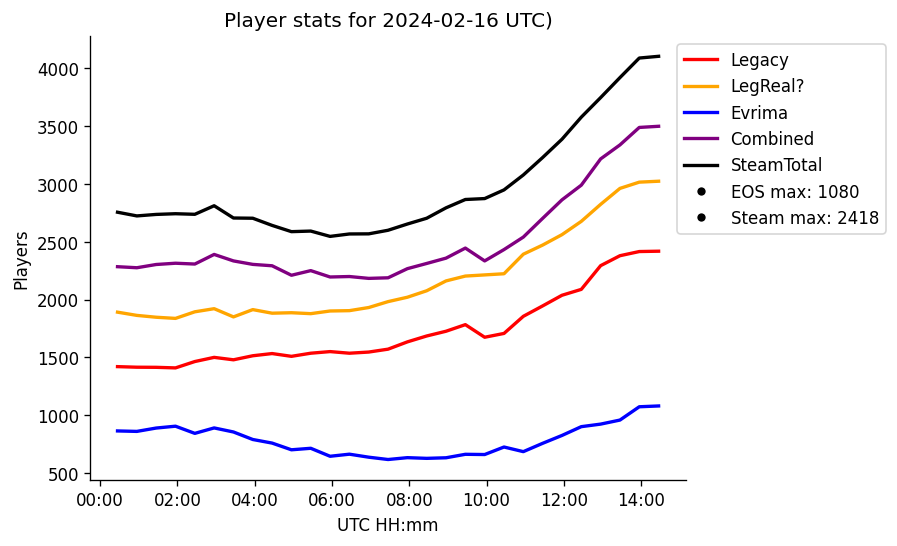 Player stats for 2024-02-16 UTC)
4000
3500
3000
2500
2000
1500
1000
500
Players
00:00 02:00 04:00 06:00 08:00 10:00 12:00 14:00
UTC HH:mm
Legacy
LegReal?
Evrima
Combined
SteamTotal
EOS max: 1080
Steam max: 2418